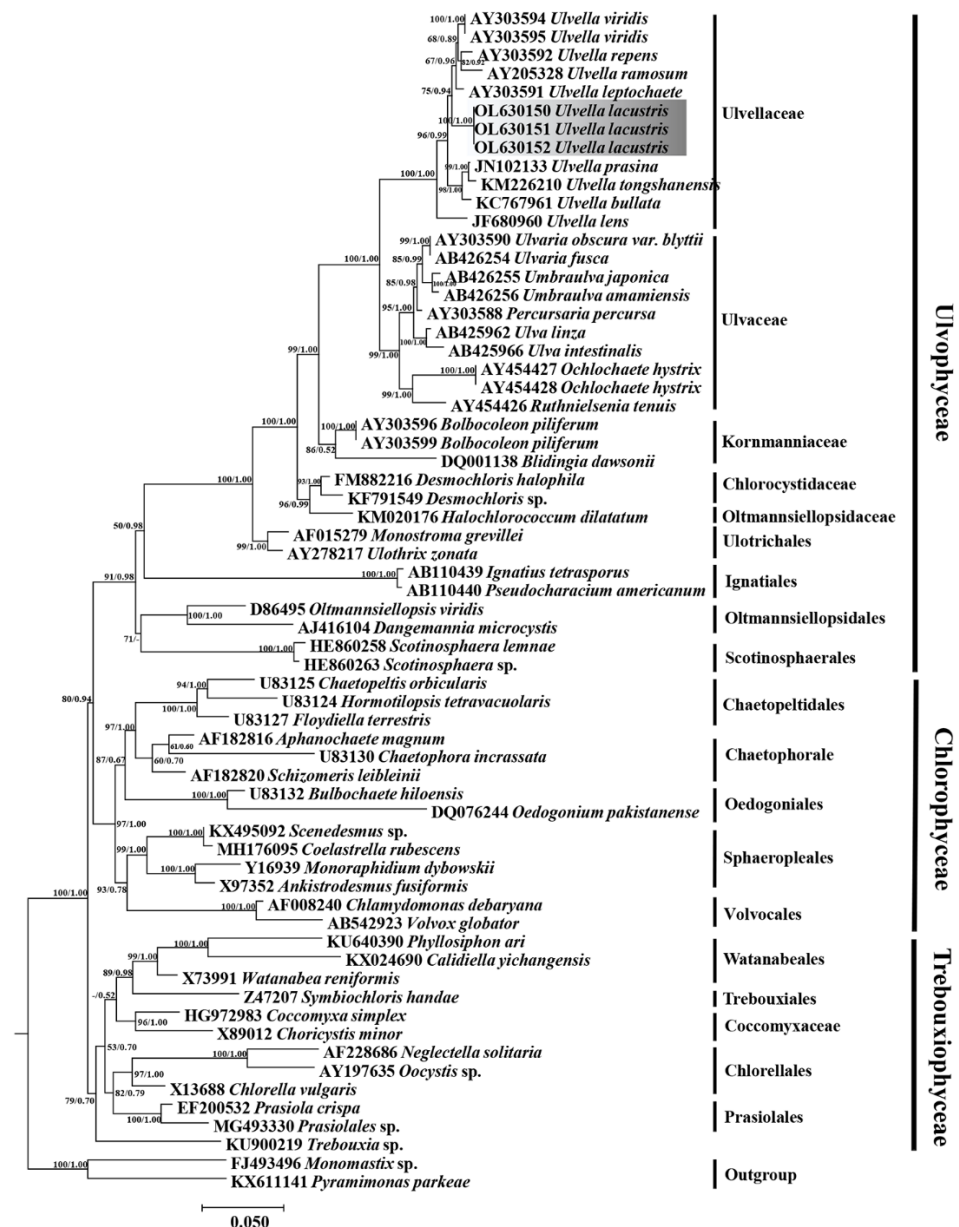 100/1.00
AY303594 Ulvella viridis
68/0.89
AY303595 Ulvella viridis
67/0.96
AY303592 Ulvella repens
82/0.92
AY205328 Ulvella ramosum
75/0.94
AY303591 Ulvella leptochaete
OL630150 Ulvella lacustris
Ulvellaceae
100/1.00
OL630151 Ulvella lacustris
96/0.99
OL630152 Ulvella lacustris
99/1.00
JN102133 Ulvella prasina
100/1.00
KM226210 Ulvella tongshanensis
98/1.00
KC767961 Ulvella bullata
JF680960 Ulvella lens
99/1.00
AY303590 Ulvaria obscura var. blyttii
85/0.99
AB426254 Ulvaria fusca
100/1.00
AB426255 Umbraulva japonica
85/0.98
100/1.00
AB426256 Umbraulva amamiensis
95/1.00
AY303588 Percursaria percursa
Ulvaceae
AB425962 Ulva linza
100/1.00
AB425966 Ulva intestinalis
99/1.00
99/1.00
100/1.00
AY454427 Ochlochaete hystrix
AY454428 Ochlochaete hystrix
99/1.00
AY454426 Ruthnielsenia tenuis
100/1.00
100/1.00
AY303596 Bolbocoleon piliferum
AY303599 Bolbocoleon piliferum
Kornmanniaceae
86/0.52
DQ001138 Blidingia dawsonii
100/1.00
93/1.00
FM882216 Desmochloris halophila
Chlorocystidaceae
KF791549 Desmochloris sp.
96/0.99
KM020176 Halochlorococcum dilatatum
Oltmannsiellopsidaceae
50/0.98
AF015279 Monostroma grevillei
Ulotrichales
99/1.00
AY278217 Ulothrix zonata
91/0.98
100/1.00
AB110439 Ignatius tetrasporus
Ignatiales
AB110440 Pseudocharacium americanum
D86495 Oltmannsiellopsis viridis
Oltmannsiellopsidales
100/1.00
AJ416104 Dangemannia microcystis
71/-
100/1.00
HE860258 Scotinosphaera lemnae
Scotinosphaerales
HE860263 Scotinosphaera sp.
Ulvophyceae
80/0.94
94/1.00
U83125 Chaetopeltis orbicularis
U83124 Hormotilopsis tetravacuolaris
Chaetopeltidales
100/1.00
U83127 Floydiella terrestris
97/1.00
AF182816 Aphanochaete magnum
61/0.60
U83130 Chaetophora incrassata
Chaetophorale
87/0.67
60/0.70
AF182820 Schizomeris leibleinii
100/1.00
U83132 Bulbochaete hiloensis
Oedogoniales
DQ076244 Oedogonium pakistanense
97/1.00
100/1.00
KX495092 Scenedesmus sp.
99/1.00
MH176095 Coelastrella rubescens
Sphaeropleales
Y16939 Monoraphidium dybowskii
100/1.00
X97352 Ankistrodesmus fusiformis
93/0.78
100/1.00
AF008240 Chlamydomonas debaryana
Volvocales
AB542923 Volvox globator
Chlorophyceae
100/1.00
100/1.00
KU640390 Phyllosiphon ari
99/1.00
KX024690 Calidiella yichangensis
Watanabeales
89/0.98
X73991 Watanabea reniformis
-/0.52
Z47207 Symbiochloris handae
Trebouxiales
HG972983 Coccomyxa simplex
Coccomyxaceae
96/1.00
X89012 Choricystis minor
53/0.70
100/1.00
AF228686 Neglectella solitaria
97/1.00
AY197635 Oocystis sp.
Chlorellales
79/0.70
82/0.79
X13688 Chlorella vulgaris
EF200532 Prasiola crispa
Prasiolales
100/1.00
MG493330 Prasiolales sp.
KU900219 Trebouxia sp.
Trebouxiophyceae
100/1.00
FJ493496 Monomastix sp.
Outgroup
KX611141 Pyramimonas parkeae
0.050